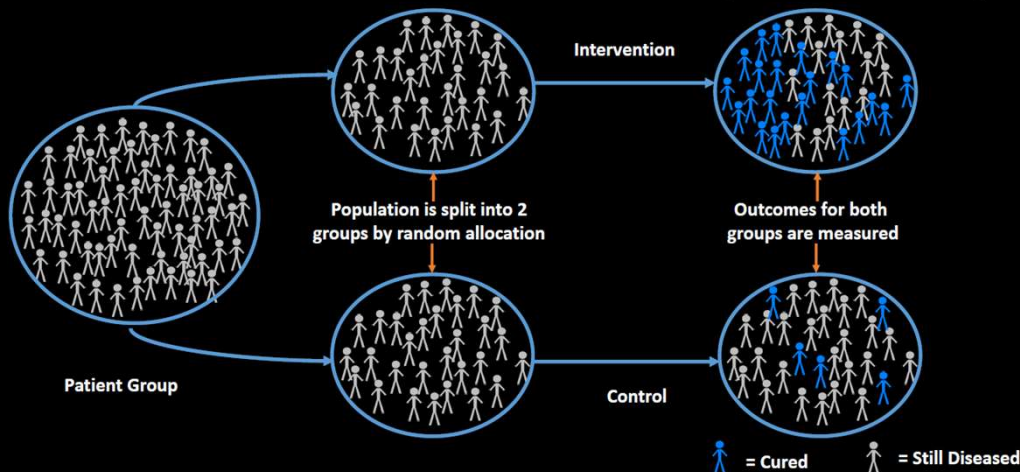 Intervention
Population is split into 2
groups by random allocation
Outcomes for both
groups are measured
Patient Group
Control
= Cured
= Still Diseased